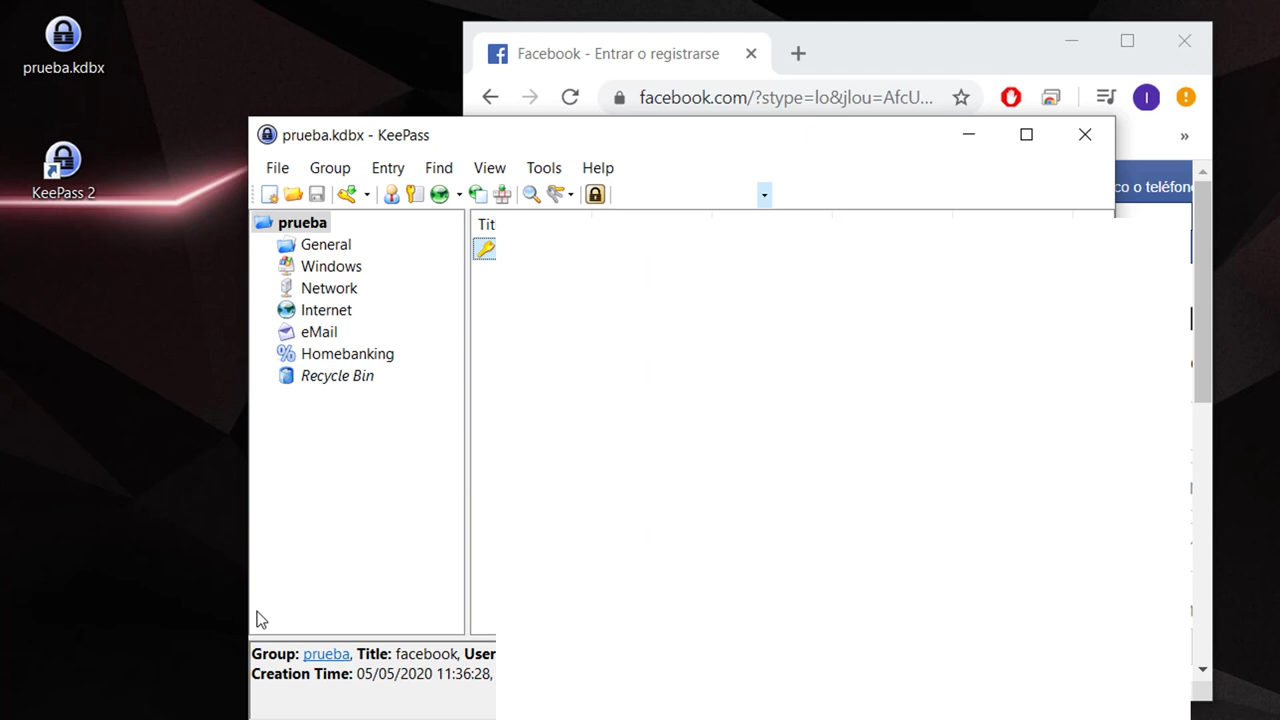 prueba.kdbx
KeePass 2
Facebook - Entrar o registrarse
facebook.com/?stype=lo&jlou=AfcU...
I
»
co o teléfono
prueba.kdbx - KeePass
File Group Entry Find View Tools Help
prueba
General
Windows
Network
Internet
eMail
Homebanking
Recycle Bin
Tit
Group: prueba, Title: facebook, User
Creation Time: 05/05/2020 11:36:28,